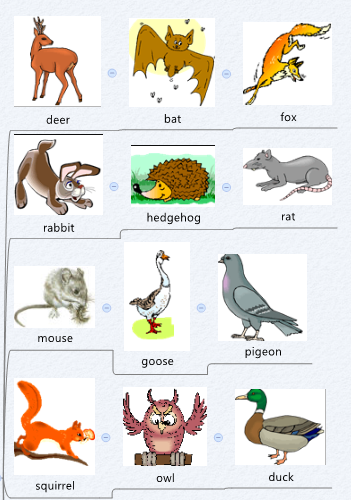 deer
bat
fox
rabbit
hedgehog
rat
mouse
goose
pigeon
squirrel
owl
duck